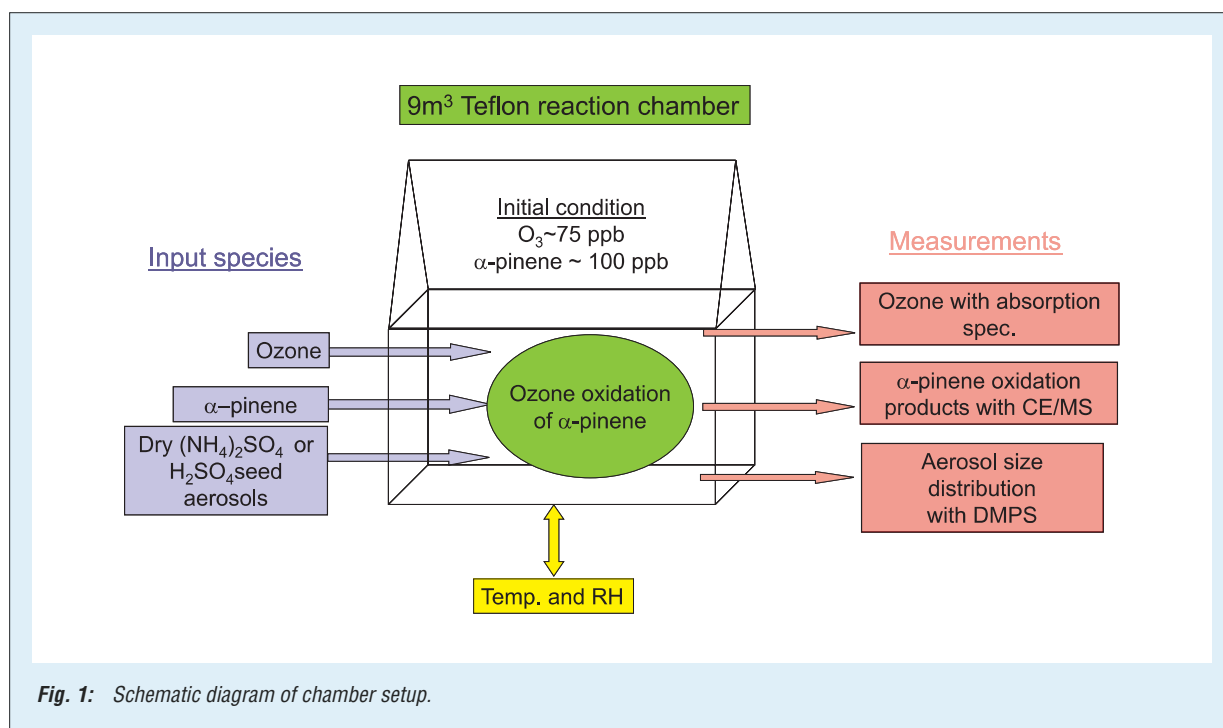 9m³ Teflon reaction chamber
Initial condition
O₃~75 ppb
α-pinene ~ 100 ppb
Input species
Ozone
α–pinene
Dry (NH₄)₂SO₄ or
H₂SO₄seed
aerosols
Ozone oxidation
of α-pinene
Measurements
Ozone with absorption
spec.
α-pinene oxidation
products with CE/MS
Aerosol size
distribution
with DMPS
Temp. and RH
Fig. 1: Schematic diagram of chamber setup.